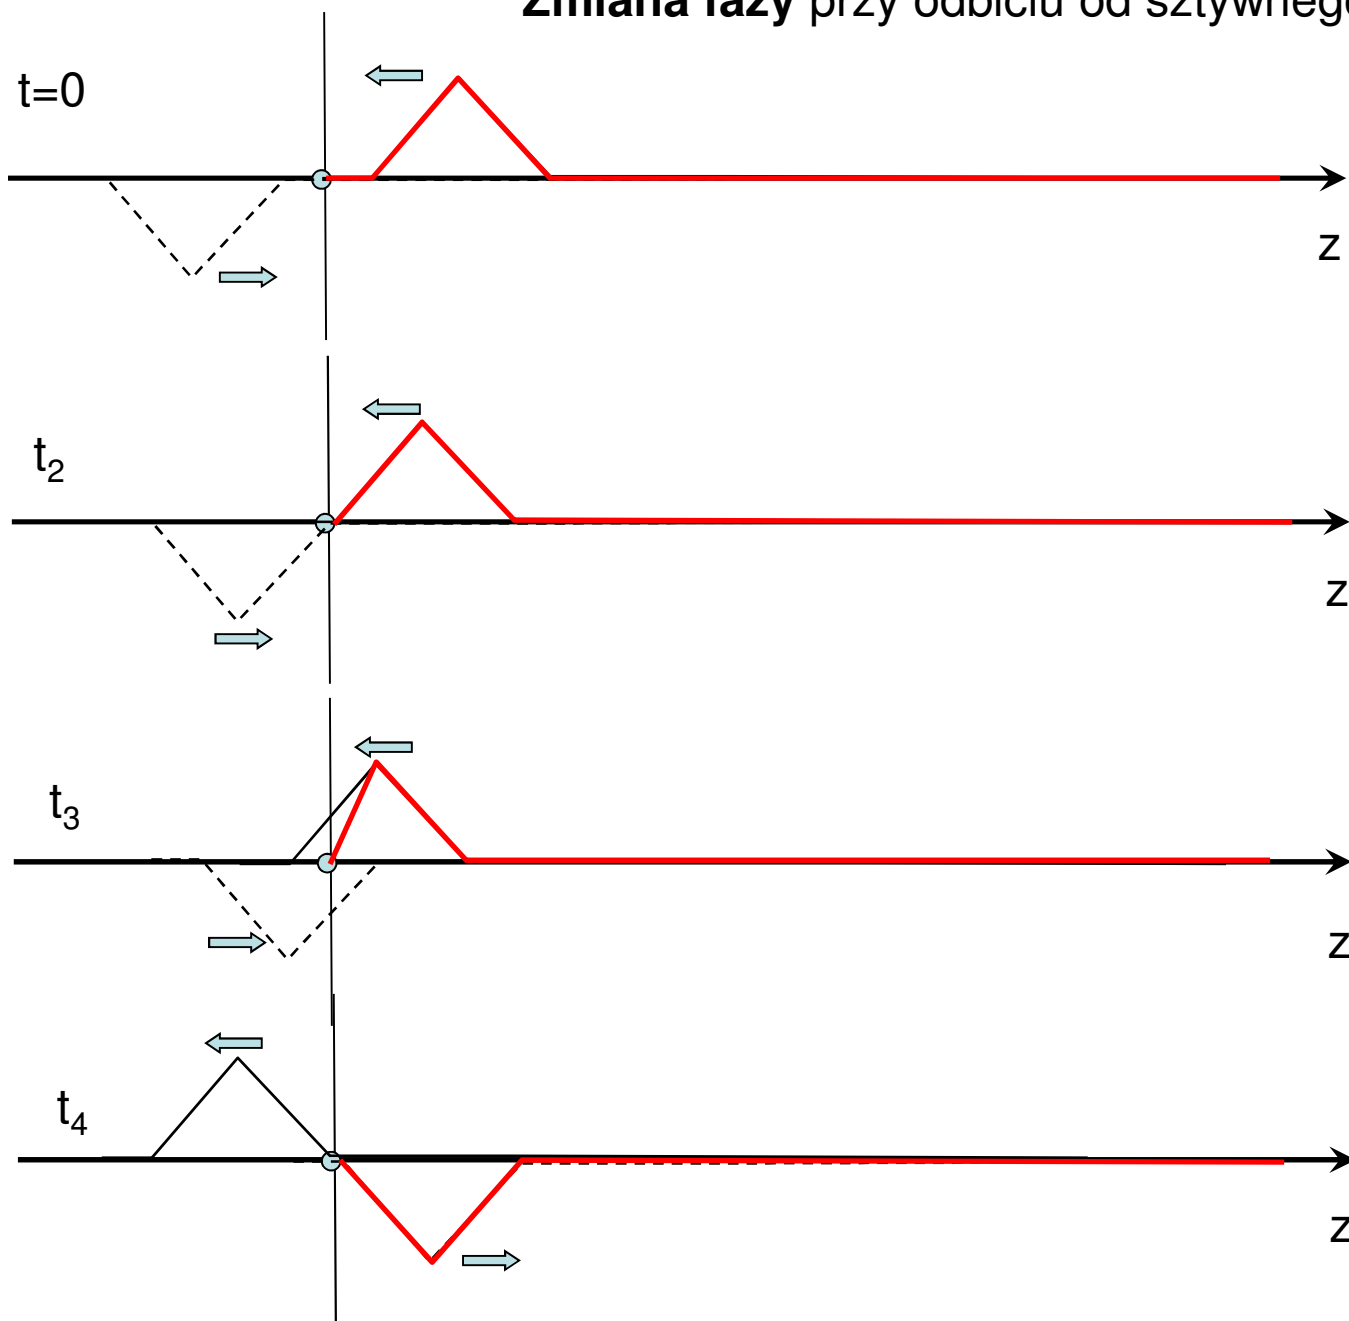 Zmiana fazy przy odbiciu od sztywnego
t=0
z
t₂
z
t₃
z
t₄
z